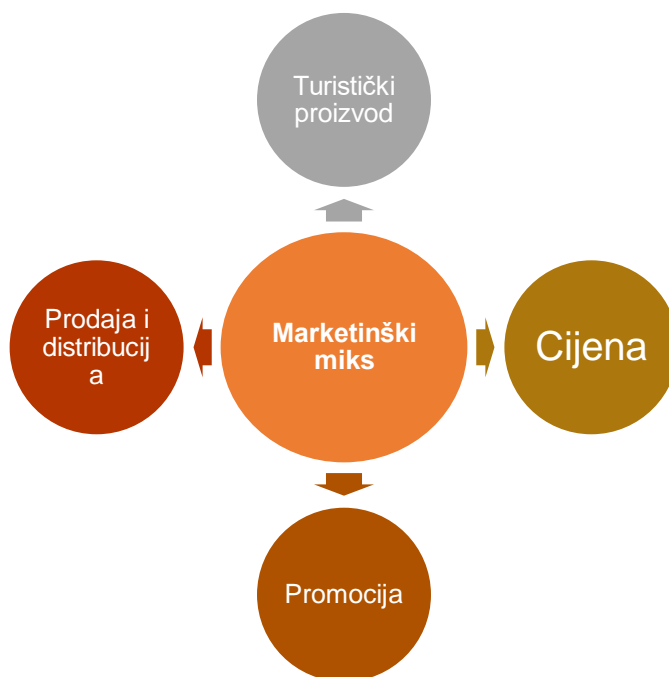 Turistički
proizvod
Prodaja i
distribucij
a
Marketinški
miks
Cijena
Promocija